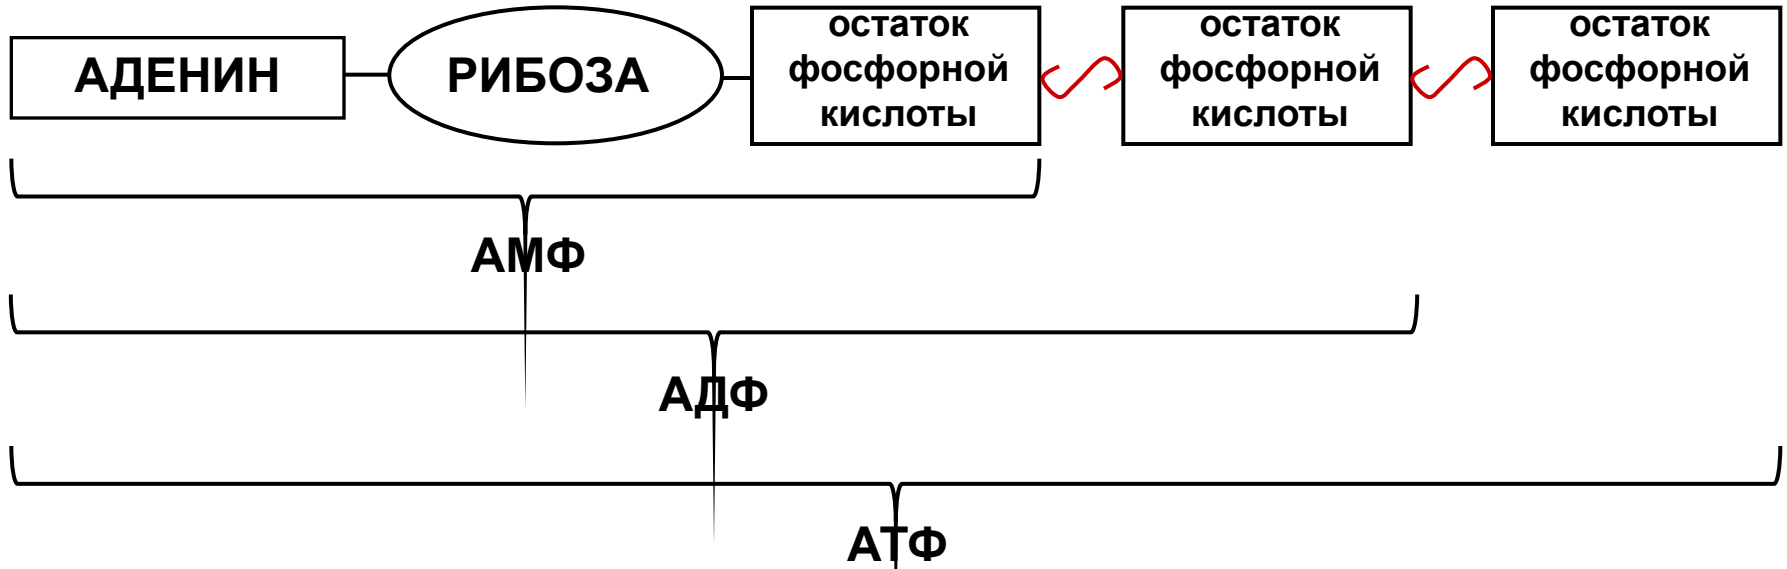 АДЕНИН
РИБОЗА
остаток
фосфорной
кислоты
остаток
фосфорной
кислоты
остаток
фосфорной
кислоты
АМФ
АДФ
АТФ